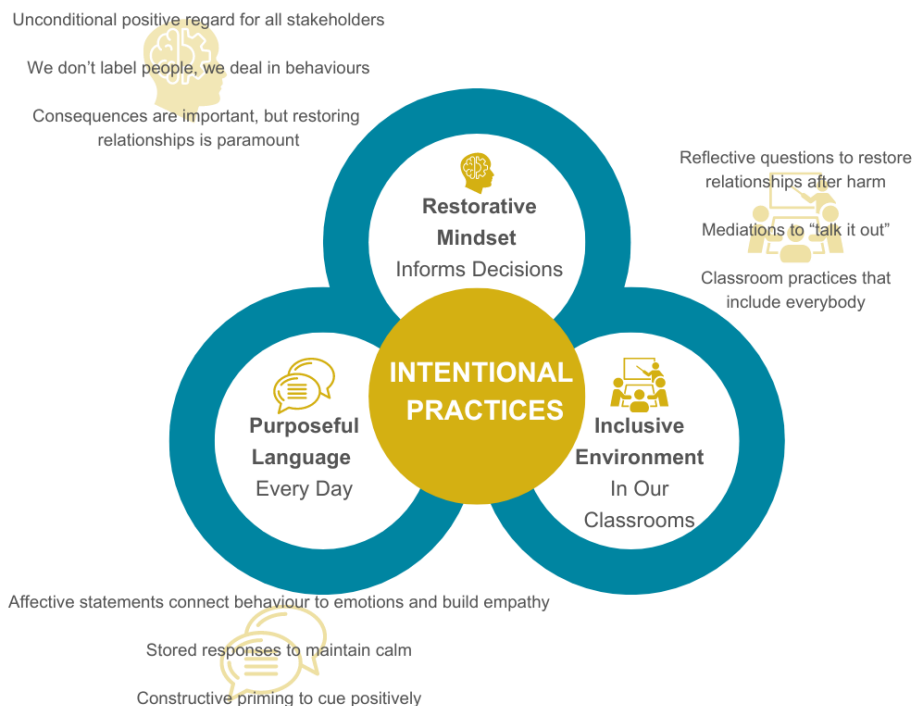 Unconditional positive regard for all stakeholders
We don’t label people, we deal in behaviours
Consequences are important, but restoring
relationships is paramount
Reflective questions to restore
relationships after harm
Mediations to “talk it out”
Classroom practices that
include everybody
Restorative
Mindset
Informs Decisions
INTENTIONAL
PRACTICES
Purposeful
Language
Every Day
Inclusive
Environment
In Our
Classrooms
Affective statements connect behaviour to emotions and build empathy
Stored responses to maintain calm
Constructive priming to cue positively